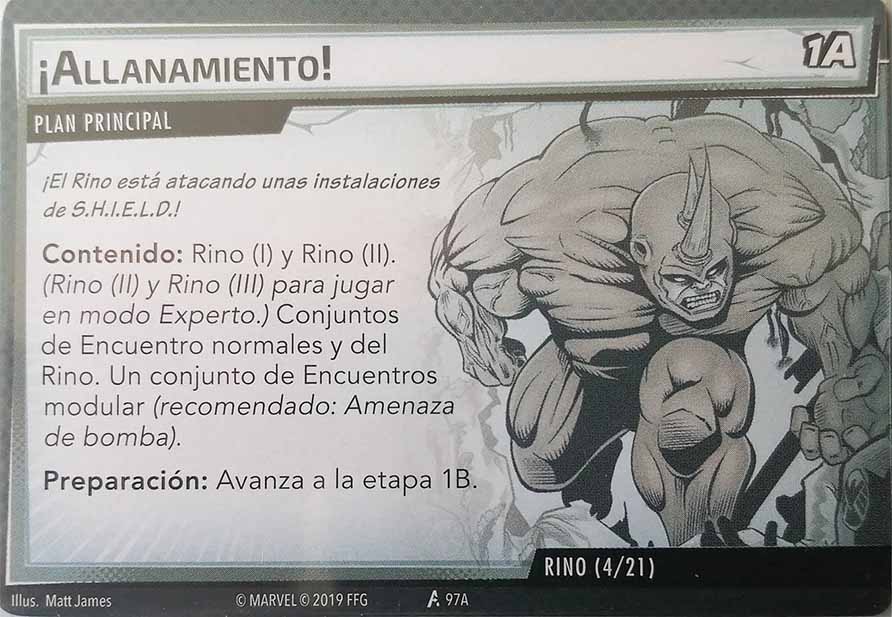 ¡ALLANAMIENTO!
1A
PLAN PRINCIPAL
¡El Rino está atacando unas instalaciones
de S.H.I.E.L.D.!
Contenido: Rino (I) y Rino (II).
(Rino (II) y Rino (III) para jugar
en modo Experto.) Conjuntos
de Encuentro normales y del
Rino. Un conjunto de Encuentros
modular (recomendado: Amenaza
de bomba).
Preparación: Avanza a la etapa 1B.
RINO (4/21)
Illus. Matt James
© MARVEL © 2019 FFG
97A